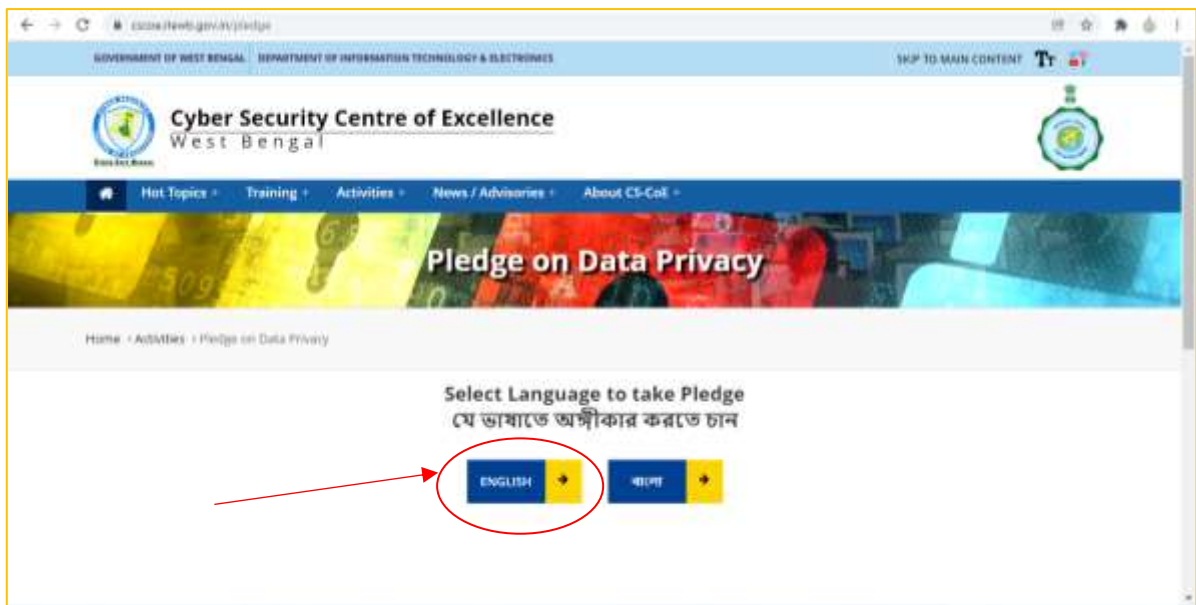 GOVERNMENT OF WEST BENGAL DEPARTMENT OF INFORMATION TECHNOLOGY & ELECTRONICS SKIP TO MAIN CONTENT
Cyber Security Centre of Excellence
West Bengal
Hot Topics + Training + Activities + News / Advisories + About CS-CoE +
Pledge on Data Privacy
Home › Activities › Pledge on Data Privacy
Select Language to take Pledge
যে ভাষাতে অঙ্গীকার করতে চান
ENGLISH বাংলা